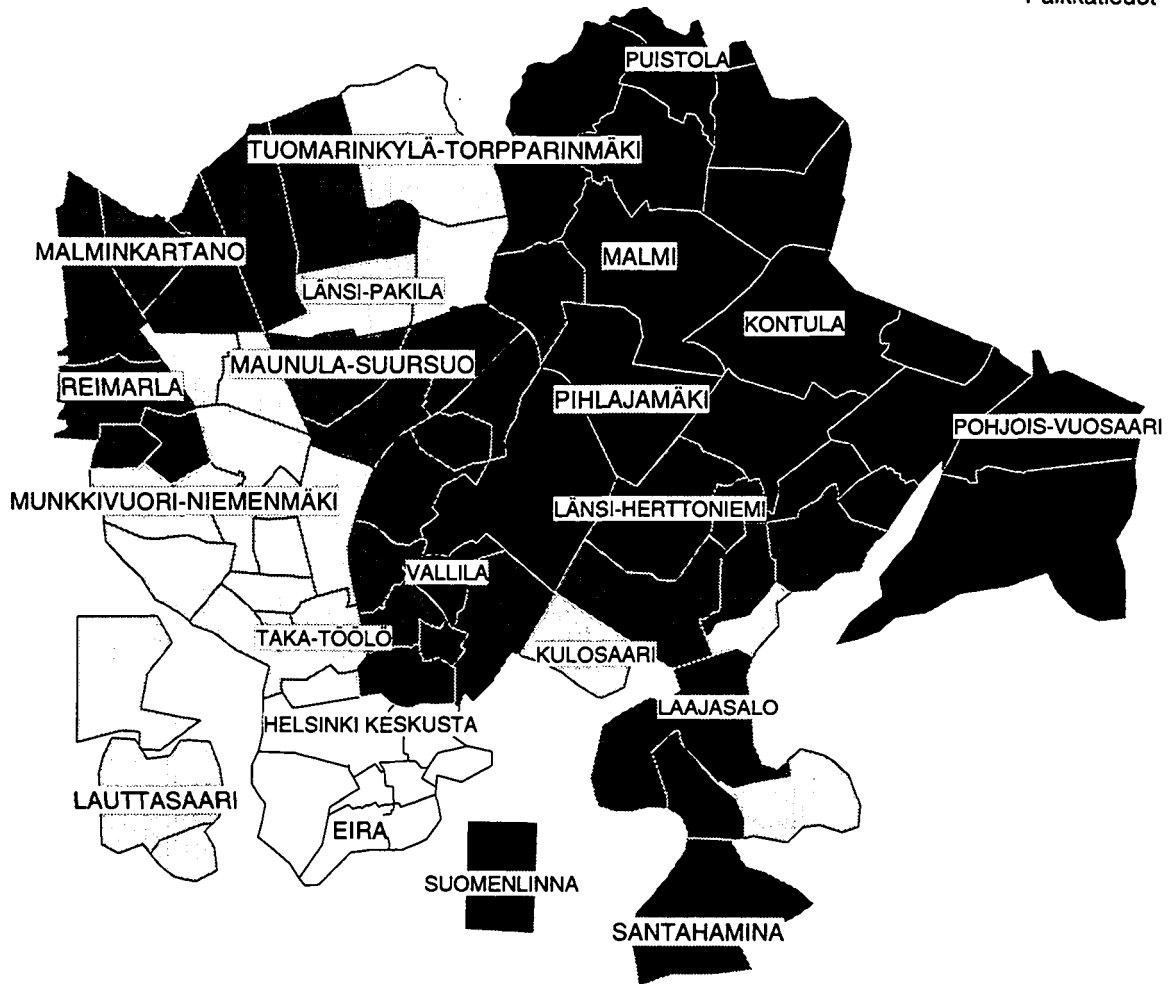 Paikkatiedot
PUISTOLA
TUOMARINKYLÄ-TORPPARINMÄKI
MALMINKARTANO
MALMI
LÄNSI-PAKILA
KONTULA
MAUNULA-SUURSUO
REIMARLA
PIHLAJAMÄKI
POHJOIS-VUOSAARI
MUNKKIVUORI-NIEMENMÄKI
LÄNSI-HERTTONIEMI
VALLILA
TAKA-TÖÖLÖ
KULOSAARI
LAAJASALO
HELSINKI KESKUSTA
LAUTTASAARI
EIRA
SUOMENLINNA
SANTAHAMINA